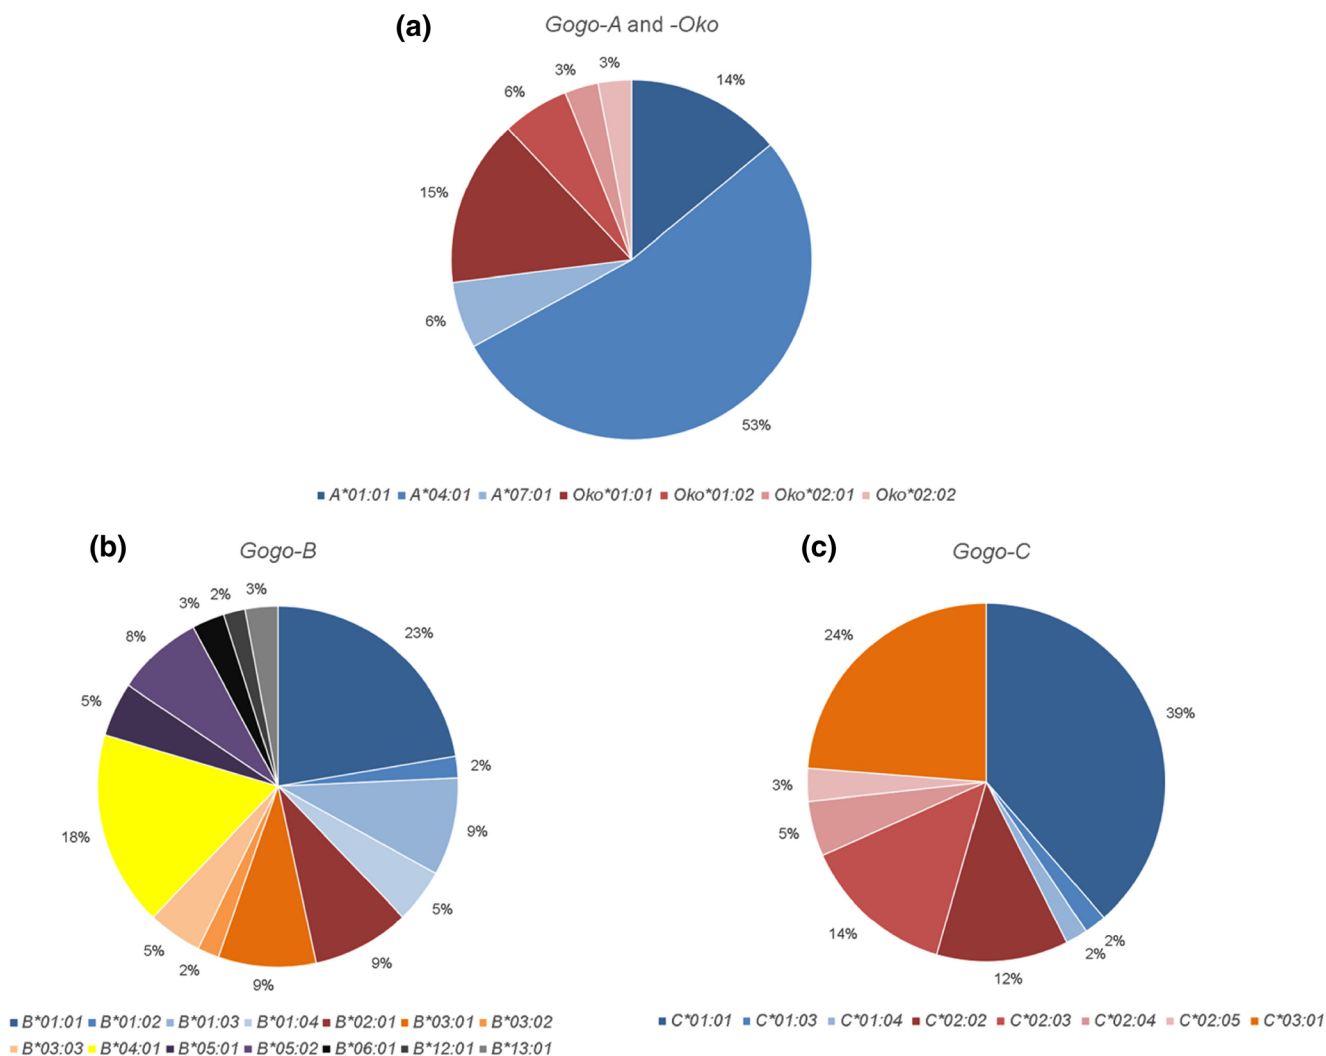 (a)
Gogo-A and -Oko
3%
3%
14%
6%
15%
6%
53%
A*01:01 A*04:01 A*07:01 Oko*01:01 Oko*01:02 Oko*02:01 Oko*02:02
(b)
Gogo-B
3%
2%
3%
8%
23%
5%
2%
18%
9%
5%
5%
2%
9%
9%
B*01:01 B*01:02 B*01:03 B*01:04 B*02:01 B*03:01 B*03:02
B*03:03 B*04:01 B*05:01 B*05:02 B*06:01 B*12:01 B*13:01
(c)
Gogo-C
24%
39%
3%
5%
14%
2%
2%
12%
C*01:01 C*01:03 C*01:04 C*02:02 C*02:03 C*02:04 C*02:05 C*03:01